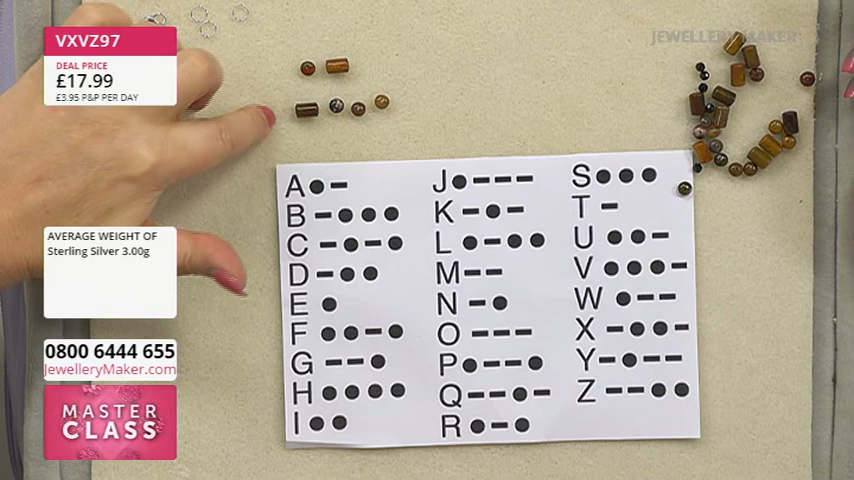 VXVZ97
DEAL PRICE
£17.99
£3.95 P&P PER DAY
JEWELLERYMAKER
AVERAGE WEIGHT OF
Sterling Silver 3.00g
0800 6444 655
JewelleryMaker.com
MASTER
CLASS
A ●–
B –●●●
C –●–●
D –●●
E ●
F ●●–●
G ––●
H ●●●●
I ●●
J ●–––
K –●–
L ●–●●
M ––
N –●
O –––
P ●––●
Q ––●–
R ●–●
S ●●●
T –
U ●●–
V ●●●–
W ●––
X –●●–
Y –●––
Z ––●●